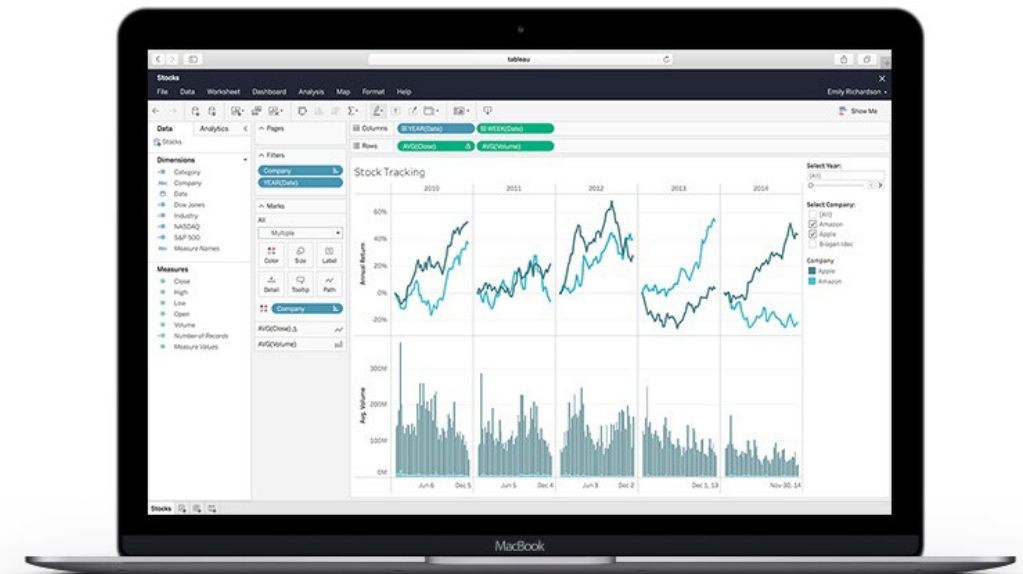 tableau
Stocks
File Data Worksheet Dashboard Analysis Map Format Help
Emily Richardson
Show Me
Data Analytics
Stocks
Dimensions
Category
Abc Company
Date
Dow Jones
Industry
NASDAQ
S&P 500
Abc Measure Names
Measures
Close
High
Low
Open
Volume
Number of Records
Measure Values
Pages
Filters
Company
YEAR(Date)
Marks
All
Multiple
Color Size Label
Detail Tooltip Path
Company
AVG(Close)
AVG(Volume)
Columns YEAR(Date) WEEK(Date)
Rows AVG(Close) AVG(Volume)
Stock Tracking
2010 2011 2012 2013 2014
Annual Return
60%
40%
20%
0%
-20%
Avg. Volume
300M
200M
100M
0M
Jun 6 Dec 5 Jun 5 Dec 4 Jun 3 Dec 2 Dec 1, 13 Nov 30, 14
Select Year:
(All)
Select Company:
(All)
Amazon
Apple
Biogen Idec
Company
Apple
Amazon
Stocks
MacBook